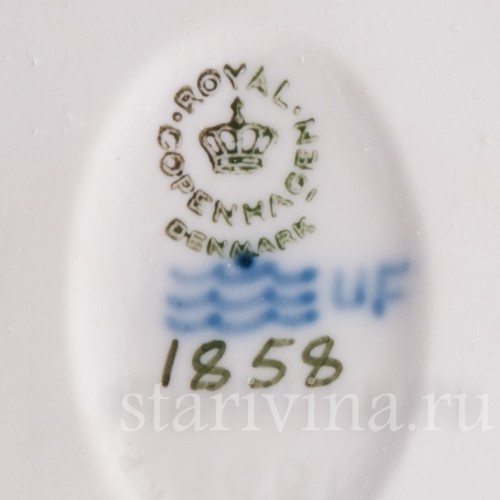 ROYAL
COPENHAGEN
DENMARK
UF
1858
starivina.ru